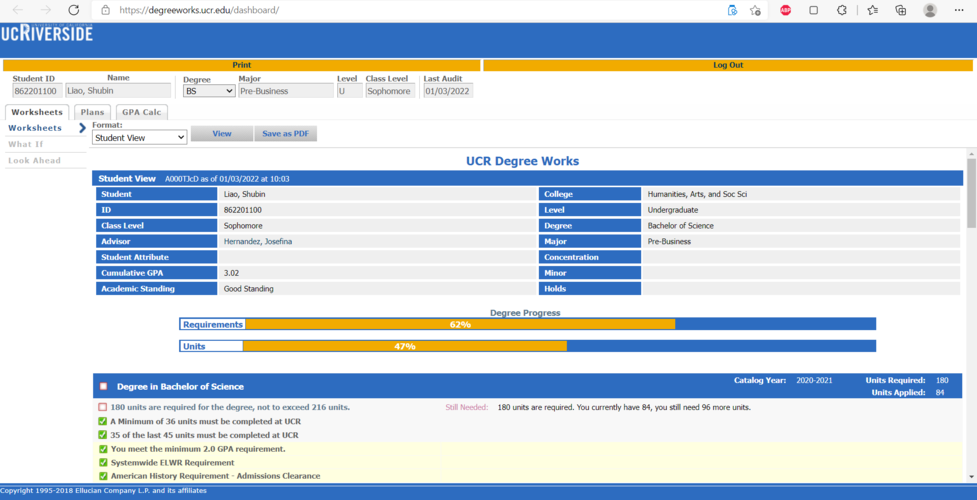 https://degreeworks.ucr.edu/dashboard/
ABP
UCRIVERSIDE
Print Log Out
Student ID Name Degree Major Level Class Level Last Audit
862201100 Liao, Shubin BS Pre-Business U Sophomore 01/03/2022
Worksheets Plans GPA Calc
Worksheets
What If
Look Ahead
Format:
Student View View Save as PDF
UCR Degree Works
Student View A000TJcD as of 01/03/2022 at 10:03
Student Liao, Shubin College Humanities, Arts, and Soc Sci
ID 862201100 Level Undergraduate
Class Level Sophomore Degree Bachelor of Science
Advisor Hernandez, Josefina Major Pre-Business
Student Attribute Concentration
Cumulative GPA 3.02 Minor
Academic Standing Good Standing Holds
Degree Progress
Requirements 62%
Units 47%
Degree in Bachelor of Science Catalog Year: 2020-2021 Units Required: 180
Units Applied: 84
180 units are required for the degree, not to exceed 216 units. Still Needed: 180 units are required. You currently have 84, you still need 96 more units.
A Minimum of 36 units must be completed at UCR
35 of the last 45 units must be completed at UCR
You meet the minimum 2.0 GPA requirement.
Systemwide ELWR Requirement
American History Requirement - Admissions Clearance
Copyright 1995-2018 Ellucian Company L.P. and its affiliates